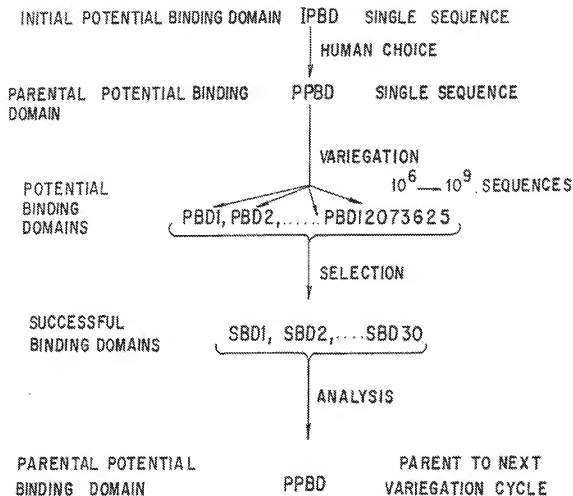 INITIAL POTENTIAL BINDING DOMAIN IPBD SINGLE SEQUENCE
HUMAN CHOICE
PARENTAL POTENTIAL BINDING DOMAIN PPBD SINGLE SEQUENCE
VARIEGATION
POTENTIAL BINDING DOMAINS
10^6 — 10^9 SEQUENCES
PBD1, PBD2, ...... PBD12073625
SELECTION
SUCCESSFUL BINDING DOMAINS
SBD1, SBD2, ....SBD30
ANALYSIS
PARENTAL POTENTIAL BINDING DOMAIN
PPBD
PARENT TO NEXT VARIEGATION CYCLE